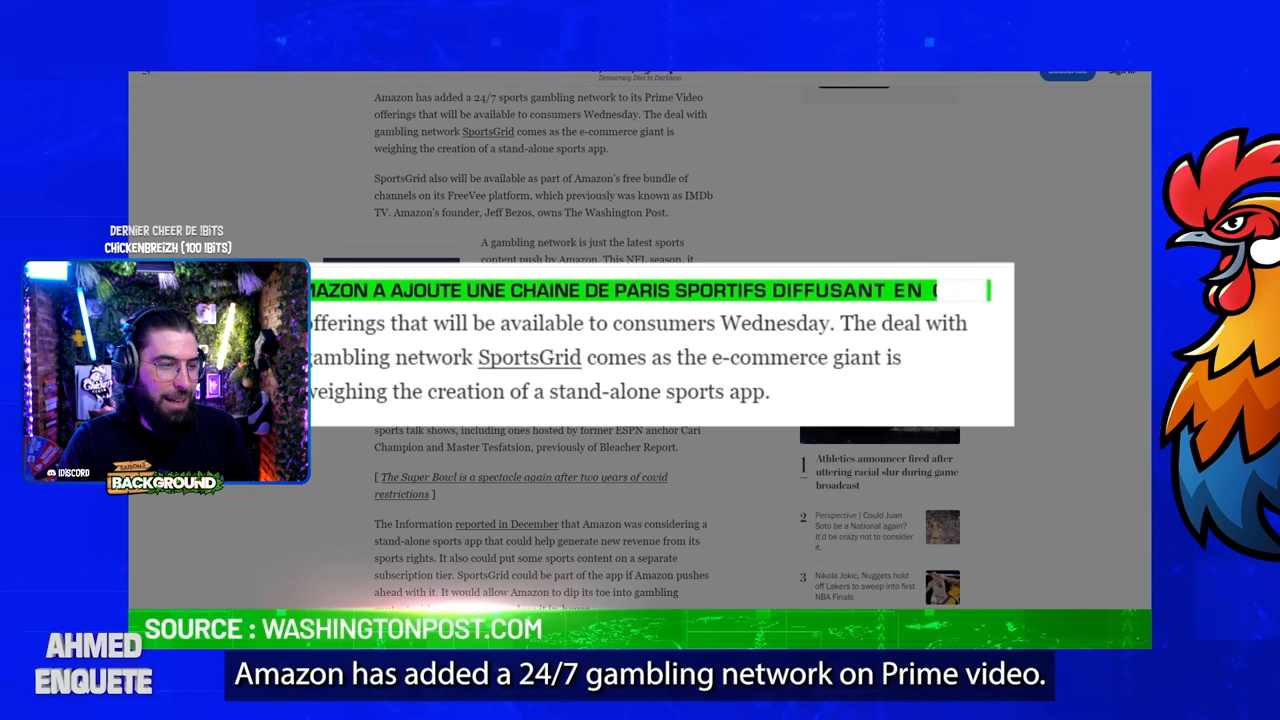 Democracy Dies in Darkness
Subscribe
Sign in
Amazon has added a 24/7 sports gambling network to its Prime Video
offerings that will be available to consumers Wednesday. The deal with
gambling network SportsGrid comes as the e-commerce giant is
weighing the creation of a stand-alone sports app.
SportsGrid also will be available as part of Amazon's free bundle of
channels on its FreeVee platform, which previously was known as IMDb
TV. Amazon's founder, Jeff Bezos, owns The Washington Post.
A gambling network is just the latest sports
content push by Amazon. This NFL season, it
DERNIER CHEER DE !BITS
CHICKENBREIZH (100 !BITS)
MAZON A AJOUTE UNE CHAINE DE PARIS SPORTIFS DIFFUSANT EN
offerings that will be available to consumers Wednesday. The deal with
gambling network SportsGrid comes as the e-commerce giant is
weighing the creation of a stand-alone sports app.
sports talk shows, including ones hosted by former ESPN anchor Cari
Champion and Master Tesfatsion, previously of Bleacher Report.
[ The Super Bowl is a spectacle again after two years of covid
restrictions ]
The Information reported in December that Amazon was considering a
stand-alone sports app that could help generate new revenue from its
sports rights. It also could put some sports content on a separate
subscription tier. SportsGrid could be part of the app if Amazon pushes
ahead with it. It would allow Amazon to dip its toe into gambling
1 Athletics announcer fired after
uttering racial slur during game
broadcast
2 Perspective | Could Juan
Soto be a National again?
It'd be crazy not to consider
it.
3 Nikola Jokic, Nuggets hold
off Lakers to sweep into first
NBA Finals
!DISCORD
SAISON 2
BACKGROUND
SOURCE : WASHINGTONPOST.COM
AHMED
ENQUETE
Amazon has added a 24/7 gambling network on Prime video.